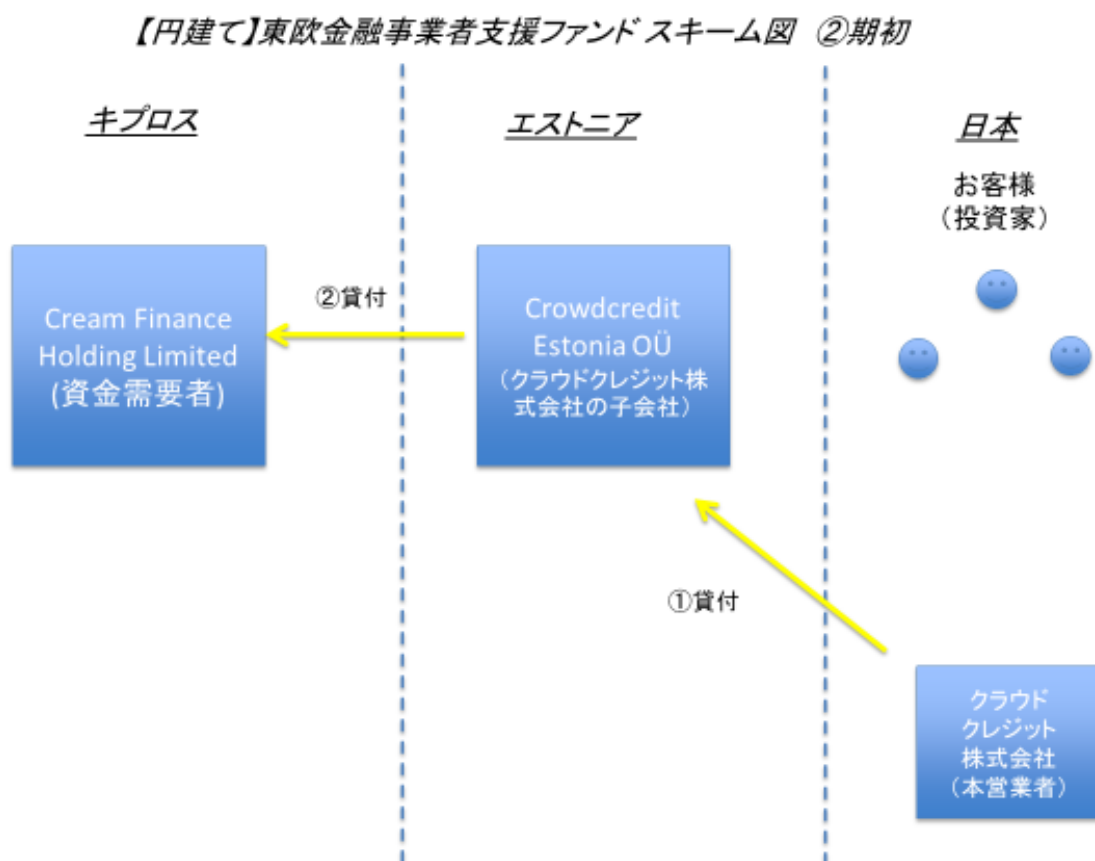 【円建て】東欧金融事業者支援ファンド スキーム図 ②期初
キプロス
エストニア
日本
お客様
（投資家）
Cream Finance
Holding Limited
(資金需要者)
②貸付
Crowdcredit
Estonia OÜ
（クラウドクレジット株
式会社の子会社）
①貸付
クラウド
クレジット
株式会社
（本営業者）